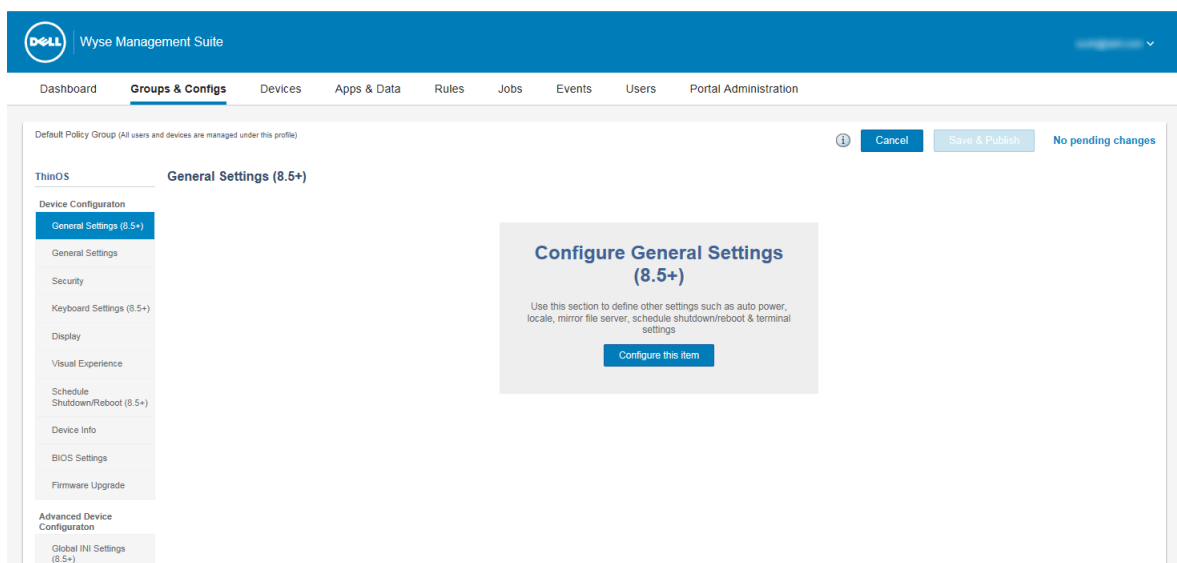 DELL
Wyse Management Suite
Dashboard Groups & Configs Devices Apps & Data Rules Jobs Events Users Portal Administration
Default Policy Group (All users and devices are managed under this profile)
i Cancel Save & Publish No pending changes
ThinOS
General Settings (8.5+)
Device Configuraton
General Settings (8.5+)
General Settings
Security
Keyboard Settings (8.5+)
Display
Visual Experience
Schedule
Shutdown/Reboot (8.5+)
Device Info
BIOS Settings
Firmware Upgrade
Advanced Device
Configuraton
Global INI Settings
(8.5+)
Configure General Settings
(8.5+)
Use this section to define other settings such as auto power,
locale, mirror file server, schedule shutdown/reboot & terminal
settings
Configure this item